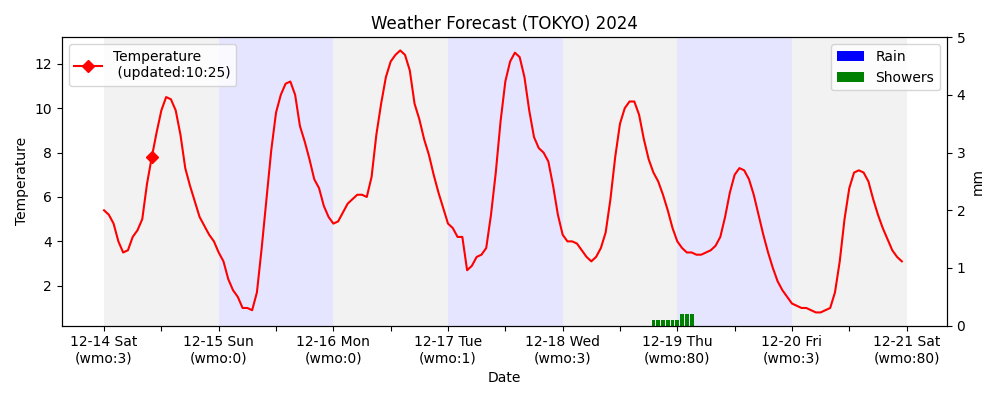 Weather Forecast (TOKYO) 2024
Temperature
(updated:10:25)
Rain
Showers
Temperature
12
10
8
6
4
2
5
4
3
2
1
0
mm
12-14 Sat
(wmo:3)
12-15 Sun
(wmo:0)
12-16 Mon
(wmo:0)
12-17 Tue
(wmo:1)
12-18 Wed
(wmo:3)
12-19 Thu
(wmo:80)
12-20 Fri
(wmo:3)
12-21 Sat
(wmo:80)
Date